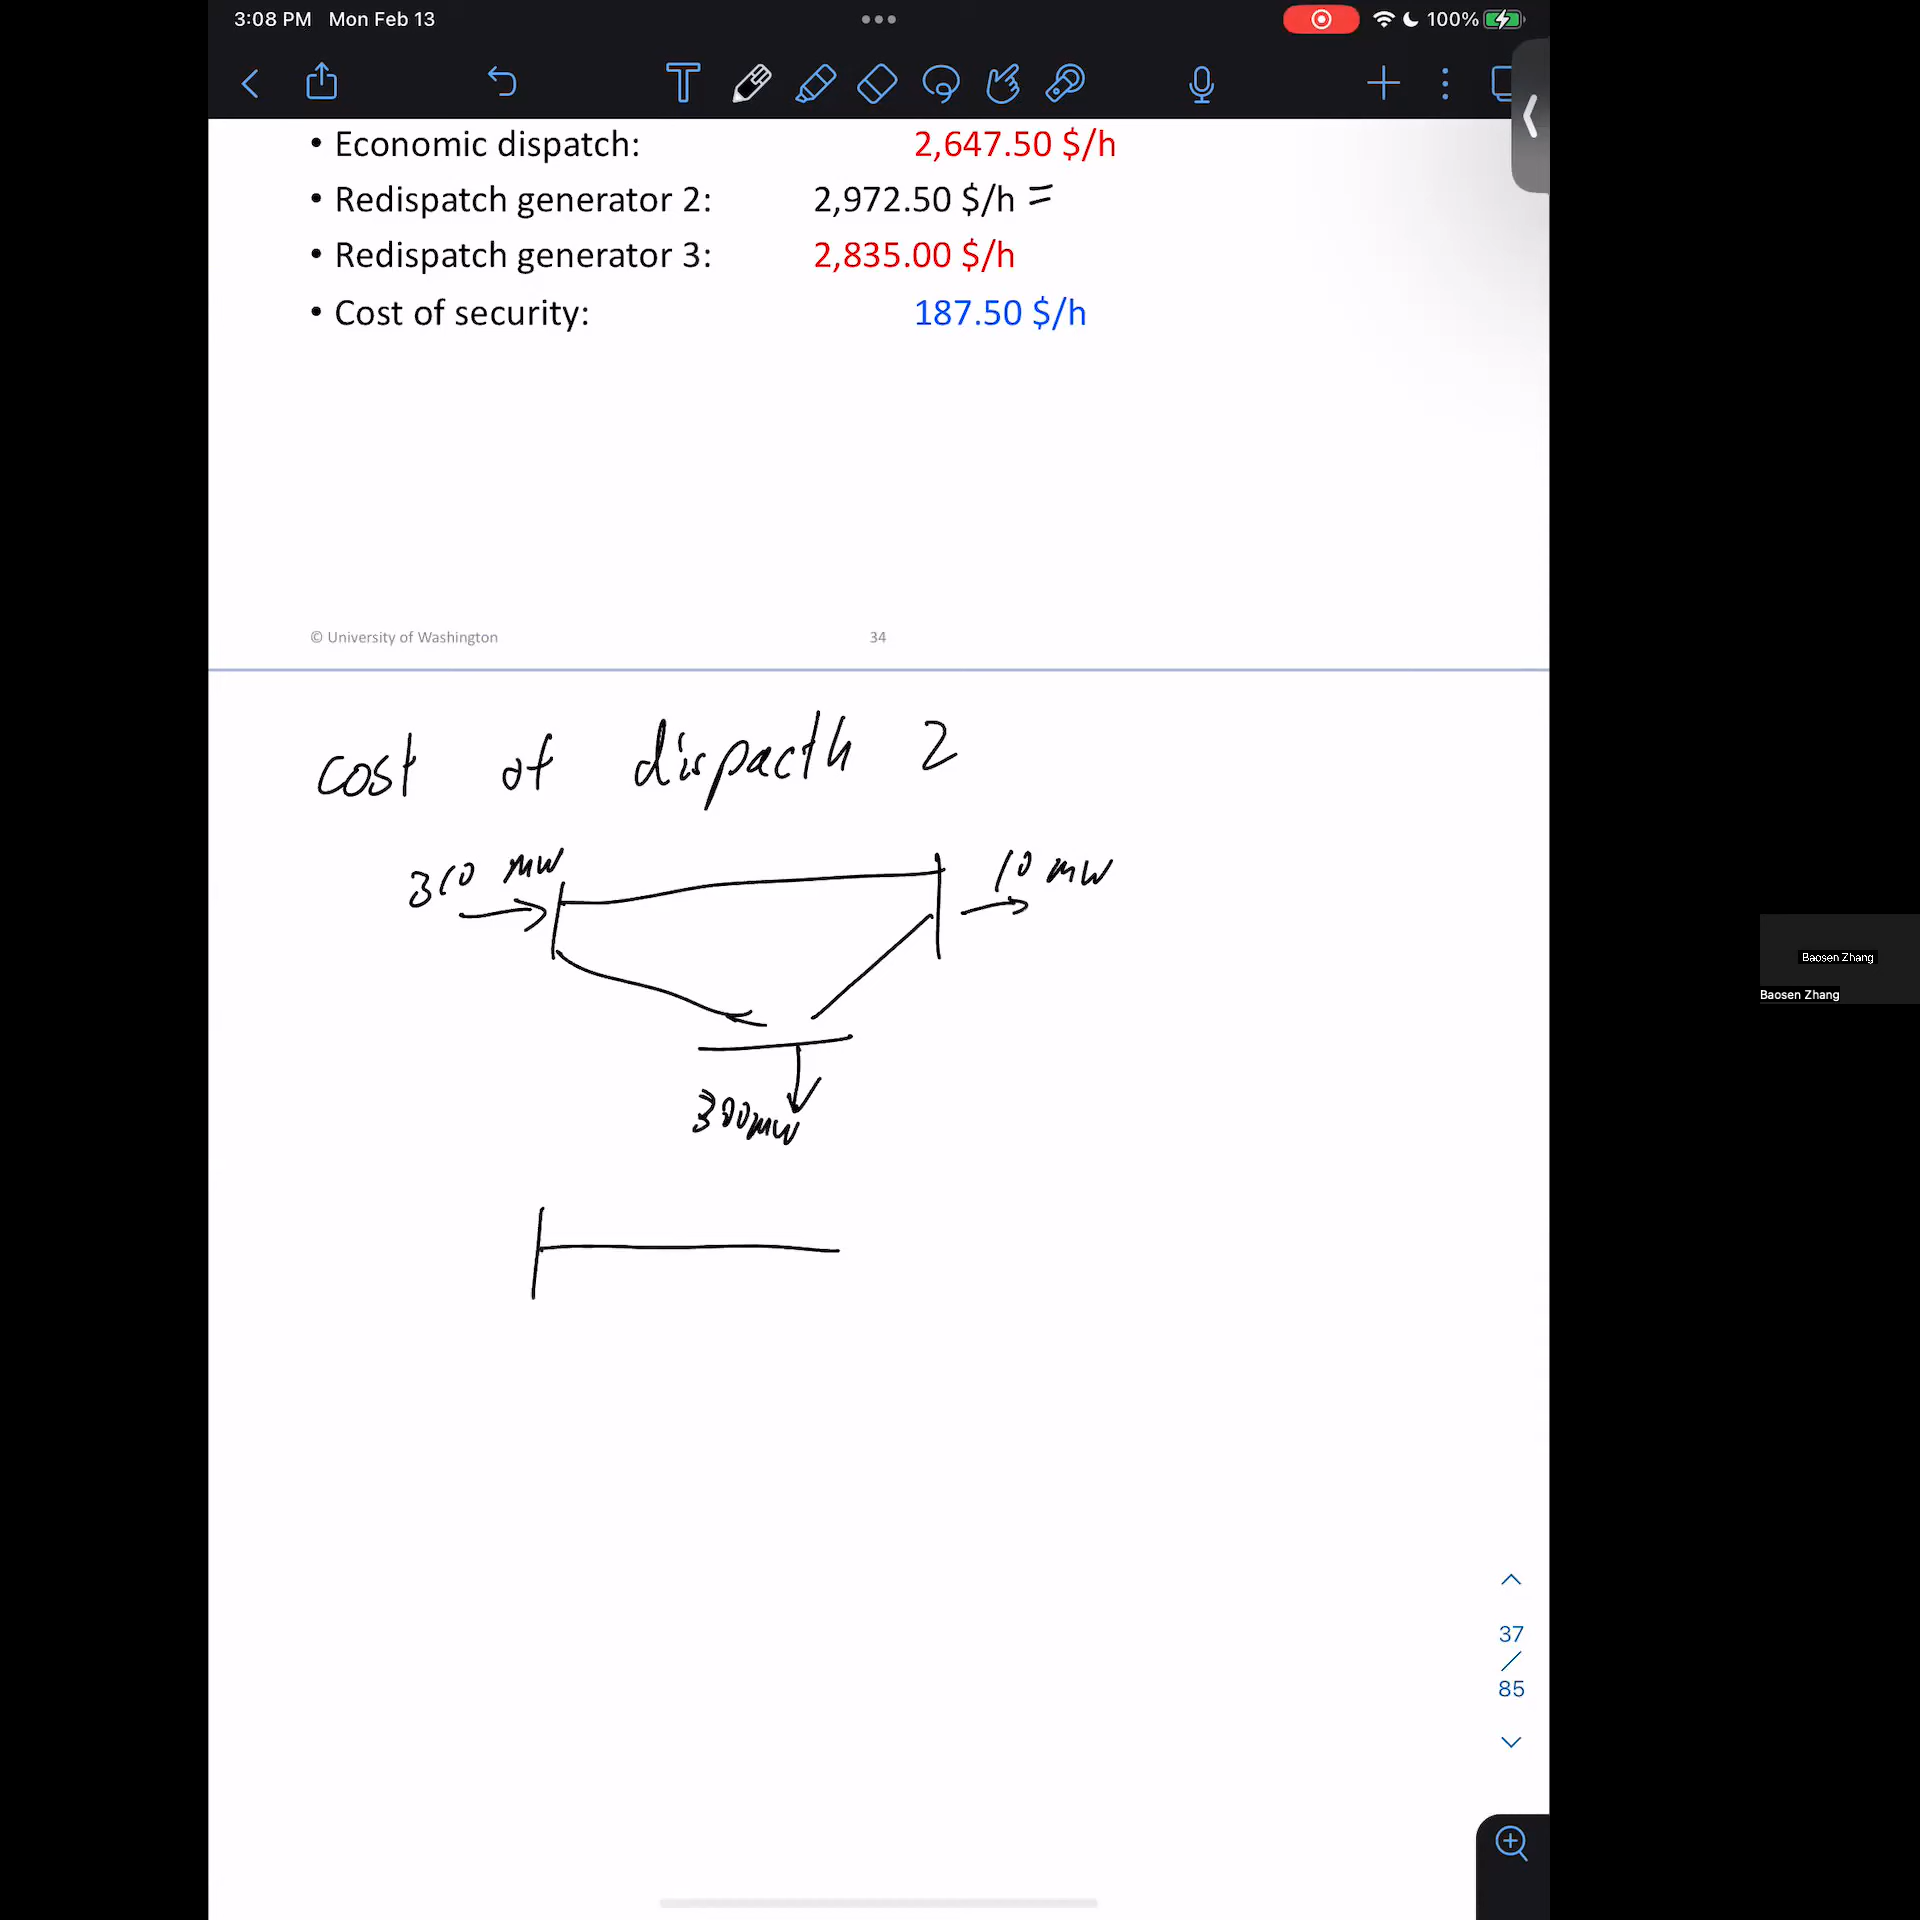 3:08 PM Mon Feb 13
100%
• Economic dispatch: 2,647.50 $/h
• Redispatch generator 2: 2,972.50 $/h =
• Redispatch generator 3: 2,835.00 $/h
• Cost of security: 187.50 $/h
© University of Washington 34
cost of dispacth 2
310 MW
10 MW
300MW
Baosen Zhang
Baosen Zhang
37
/
85